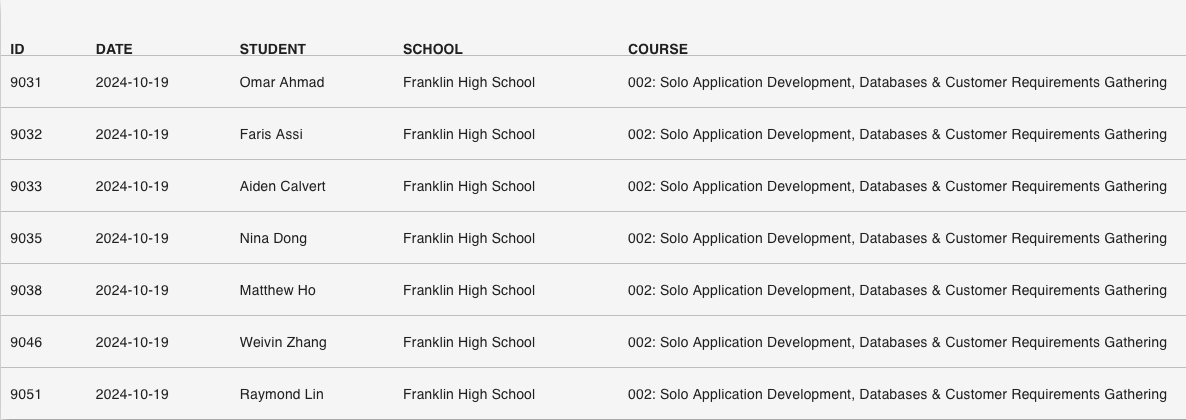 ID DATE STUDENT SCHOOL COURSE
9031 2024-10-19 Omar Ahmad Franklin High School 002: Solo Application Development, Databases & Customer Requirements Gathering
9032 2024-10-19 Faris Assi Franklin High School 002: Solo Application Development, Databases & Customer Requirements Gathering
9033 2024-10-19 Aiden Calvert Franklin High School 002: Solo Application Development, Databases & Customer Requirements Gathering
9035 2024-10-19 Nina Dong Franklin High School 002: Solo Application Development, Databases & Customer Requirements Gathering
9038 2024-10-19 Matthew Ho Franklin High School 002: Solo Application Development, Databases & Customer Requirements Gathering
9046 2024-10-19 Weivin Zhang Franklin High School 002: Solo Application Development, Databases & Customer Requirements Gathering
9051 2024-10-19 Raymond Lin Franklin High School 002: Solo Application Development, Databases & Customer Requirements Gathering